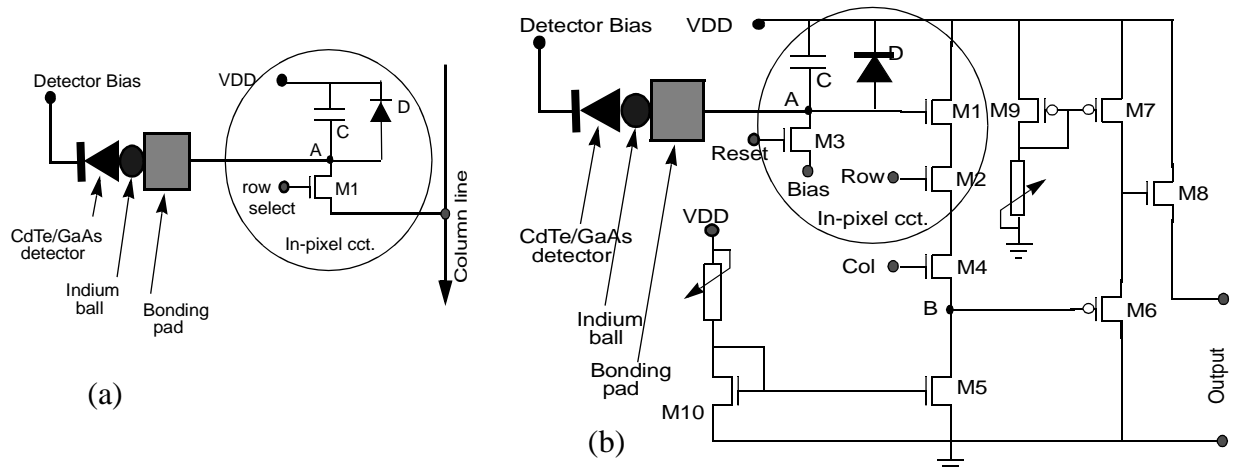 Detector Bias
VDD
C
D
A
M1
row
select
In-pixel cct.
Column line
CdTe/GaAs
detector
Indium
ball
Bonding
pad
(a)
Detector Bias
VDD
C
D
A
M1
M9
M7
M3
Reset
Bias
Row
M2
In-pixel cct.
M8
VDD
CdTe/GaAs
detector
Col
M4
Indium
ball
B
M6
Bonding
pad
M5
M10
Output
(b)